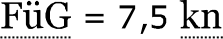 FüG = 7,5 kn